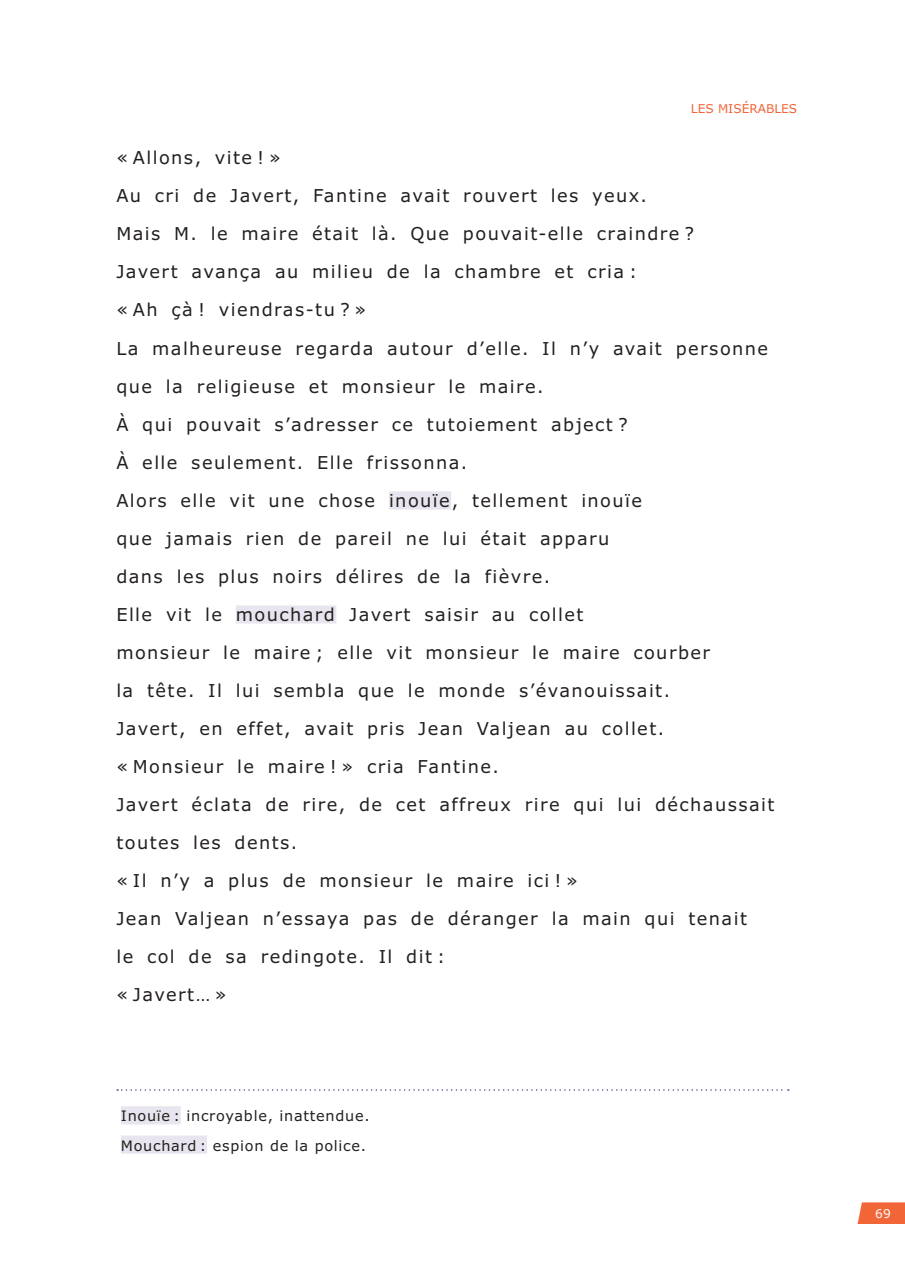 LES MISÉRABLES
« Allons, vite ! »
Au cri de Javert, Fantine avait rouvert les yeux.
Mais M. le maire était là. Que pouvait-elle craindre ?
Javert avança au milieu de la chambre et cria :
« Ah çà ! viendras-tu ? »
La malheureuse regarda autour d’elle. Il n’y avait personne
que la religieuse et monsieur le maire.
À qui pouvait s’adresser ce tutoiement abject ?
À elle seulement. Elle frissonna.
Alors elle vit une chose inouïe, tellement inouïe
que jamais rien de pareil ne lui était apparu
dans les plus noirs délires de la fièvre.
Elle vit le mouchard Javert saisir au collet
monsieur le maire ; elle vit monsieur le maire courber
la tête. Il lui sembla que le monde s’évanouissait.
Javert, en effet, avait pris Jean Valjean au collet.
« Monsieur le maire ! » cria Fantine.
Javert éclata de rire, de cet affreux rire qui lui déchaussait
toutes les dents.
« Il n’y a plus de monsieur le maire ici ! »
Jean Valjean n’essaya pas de déranger la main qui tenait
le col de sa redingote. Il dit :
« Javert… »
Inouïe : incroyable, inattendue.
Mouchard : espion de la police.
69